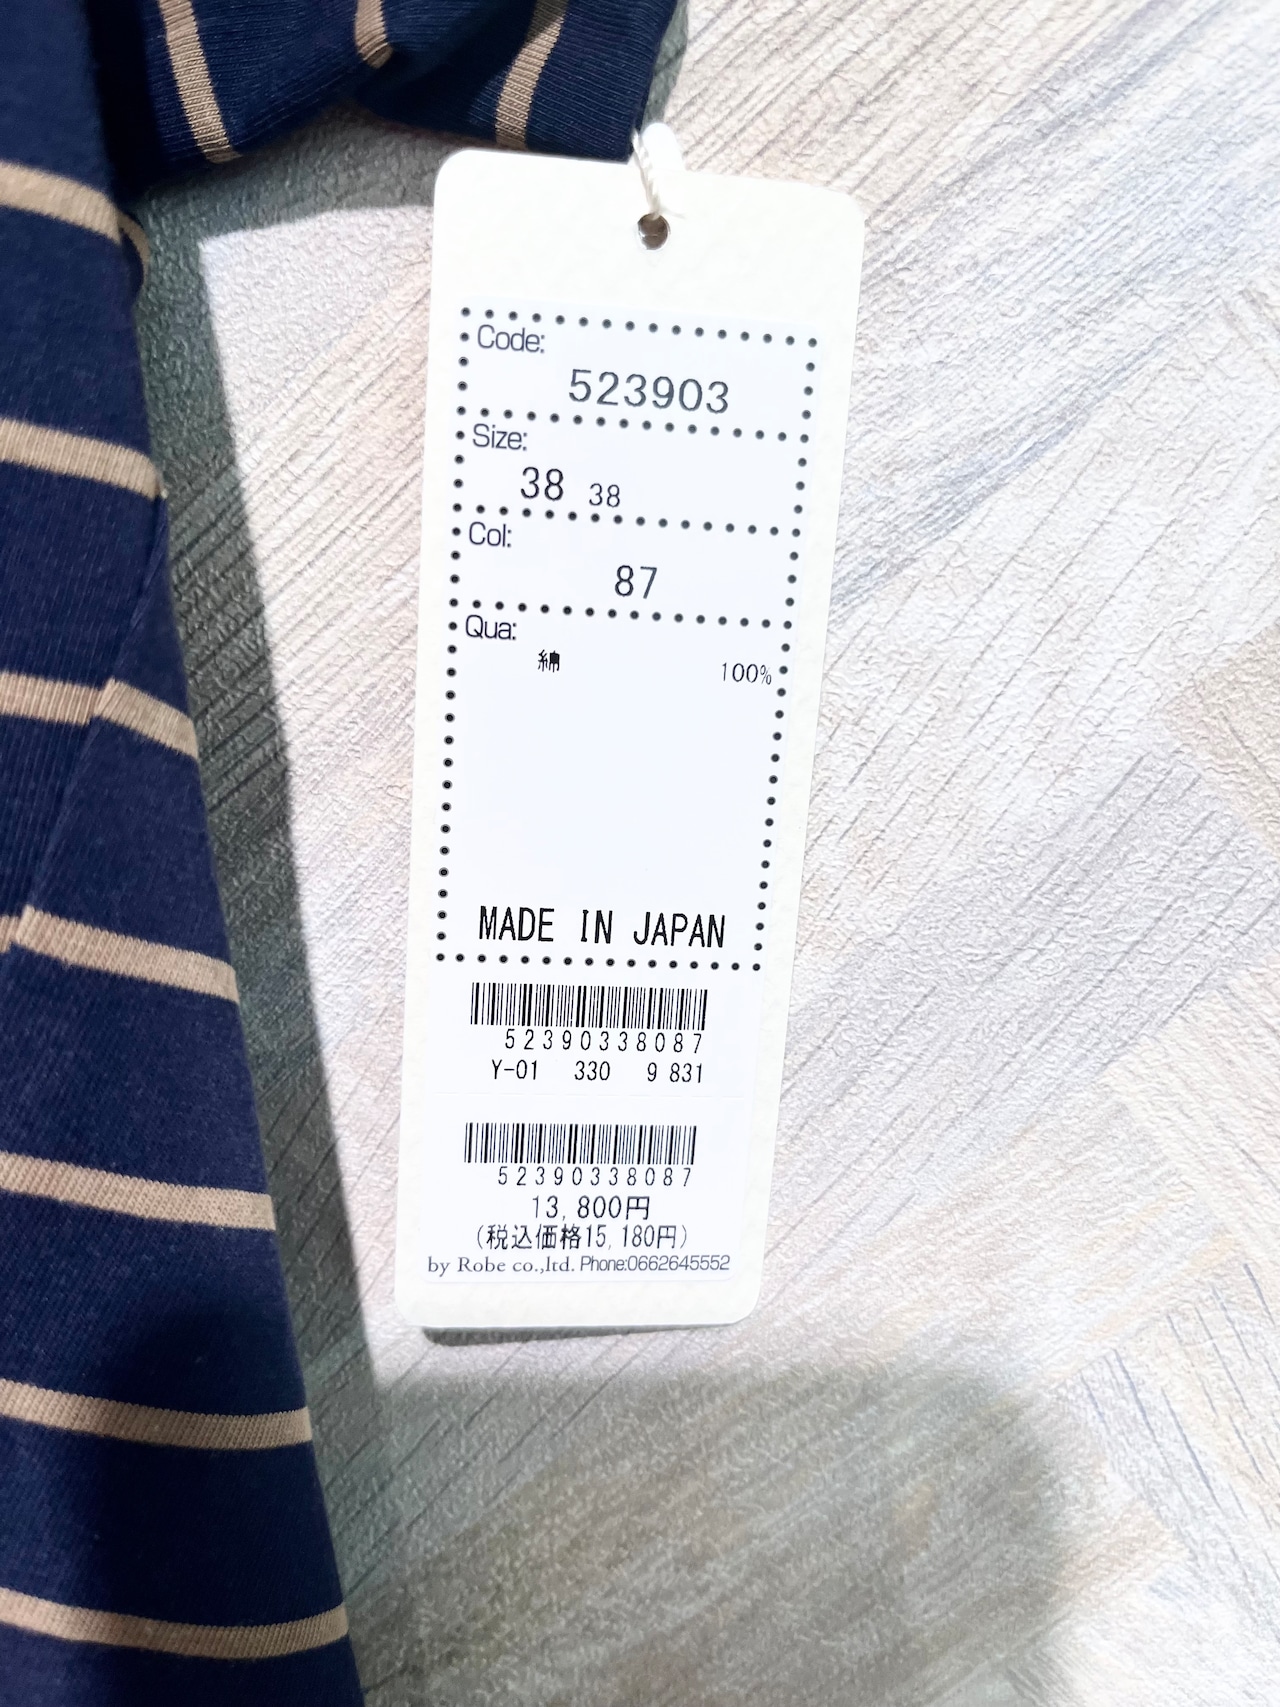 Code:
523903
Size:
38 38
Col:
87
Qua:
綿 100%
MADE IN JAPAN
52390338087
Y-01 330 9 831
52390338087
13,800円
(税込価格15,180円)
by Robe co.,ltd. Phone:0662645552